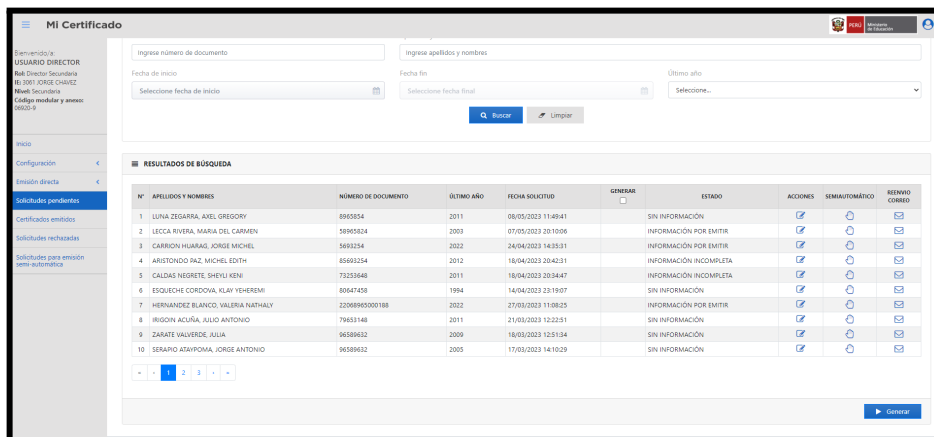 Mi Certificado
PERÚ Ministerio de Educación
Bienvenido/a:
USUARIO DIRECTOR
Rol: Director Secundaria
IE: 3061 JORGE CHAVEZ
Nivel: Secundaria
Código modular y anexo:
06920-9
Inicio
Configuración
Emisión directa
Solicitudes pendientes
Certificados emitidos
Solicitudes rechazadas
Solicitudes para emisión
semi-automática
Ingrese número de documento Ingrese apellidos y nombres
Fecha de inicio Fecha fin Último año
Seleccione fecha de inicio Seleccione fecha final Seleccione...
Buscar Limpiar
RESULTADOS DE BÚSQUEDA
N° APELLIDOS Y NOMBRES NÚMERO DE DOCUMENTO ÚLTIMO AÑO FECHA SOLICITUD GENERAR ESTADO ACCIONES SEMIAUTOMÁTICO REENVIO CORREO
1 LUNA ZEGARRA, AXEL GREGORY 8965854 2011 08/05/2023 11:49:41 SIN INFORMACIÓN
2 LECCA RIVERA, MARIA DEL CARMEN 58965824 2003 07/05/2023 20:10:06 INFORMACIÓN POR EMITIR
3 CARRION HUARAG, JORGE MICHEL 5693254 2022 24/04/2023 14:35:31 INFORMACIÓN POR EMITIR
4 ARISTONDO PAZ, MICHEL EDITH 85693254 2012 18/04/2023 20:42:31 INFORMACIÓN INCOMPLETA
5 CALDAS NEGRETE, SHEYLI KENI 73253648 2011 18/04/2023 20:34:47 INFORMACIÓN INCOMPLETA
6 ESQUECHE CORDOVA, KLAY YEHEREMI 80647458 1994 14/04/2023 23:19:07 SIN INFORMACIÓN
7 HERNANDEZ BLANCO, VALERIA NATHALY 22068965000188 2022 27/03/2023 11:08:25 INFORMACIÓN POR EMITIR
8 IRIGOIN ACUÑA, JULIO ANTONIO 79653148 2011 21/03/2023 12:22:51 SIN INFORMACIÓN
9 ZARATE VALVERDE, JULIA 96589632 2009 18/03/2023 12:51:34 SIN INFORMACIÓN
10 SERAPIO ATAYPOMA, JORGE ANTONIO 96589632 2005 17/03/2023 14:10:29 SIN INFORMACIÓN
« ‹ 1 2 3 › »
Generar